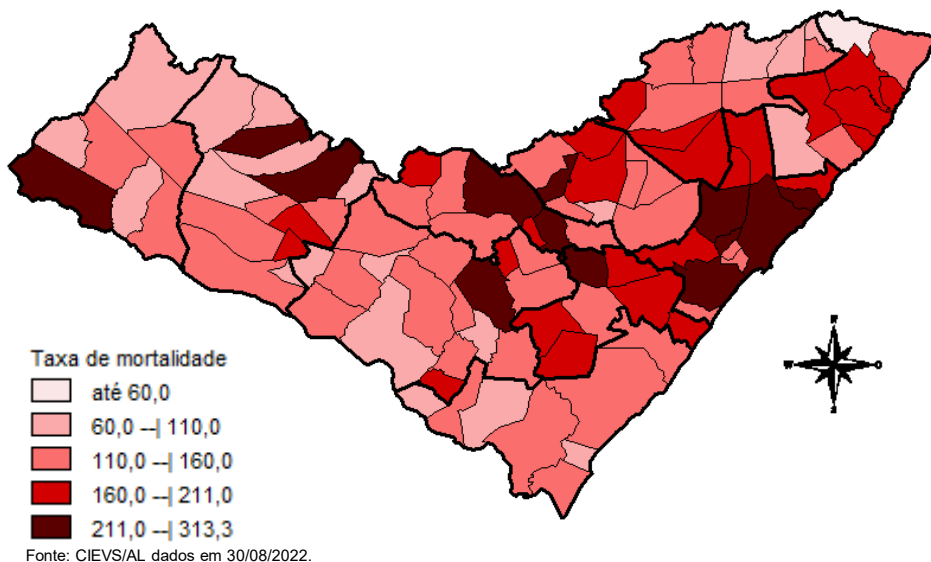 N
W O
S
Taxa de mortalidade
até 60,0
60,0 --| 110,0
110,0 --| 160,0
160,0 --| 211,0
211,0 --| 313,3
Fonte: CIEVS/AL dados em 30/08/2022.